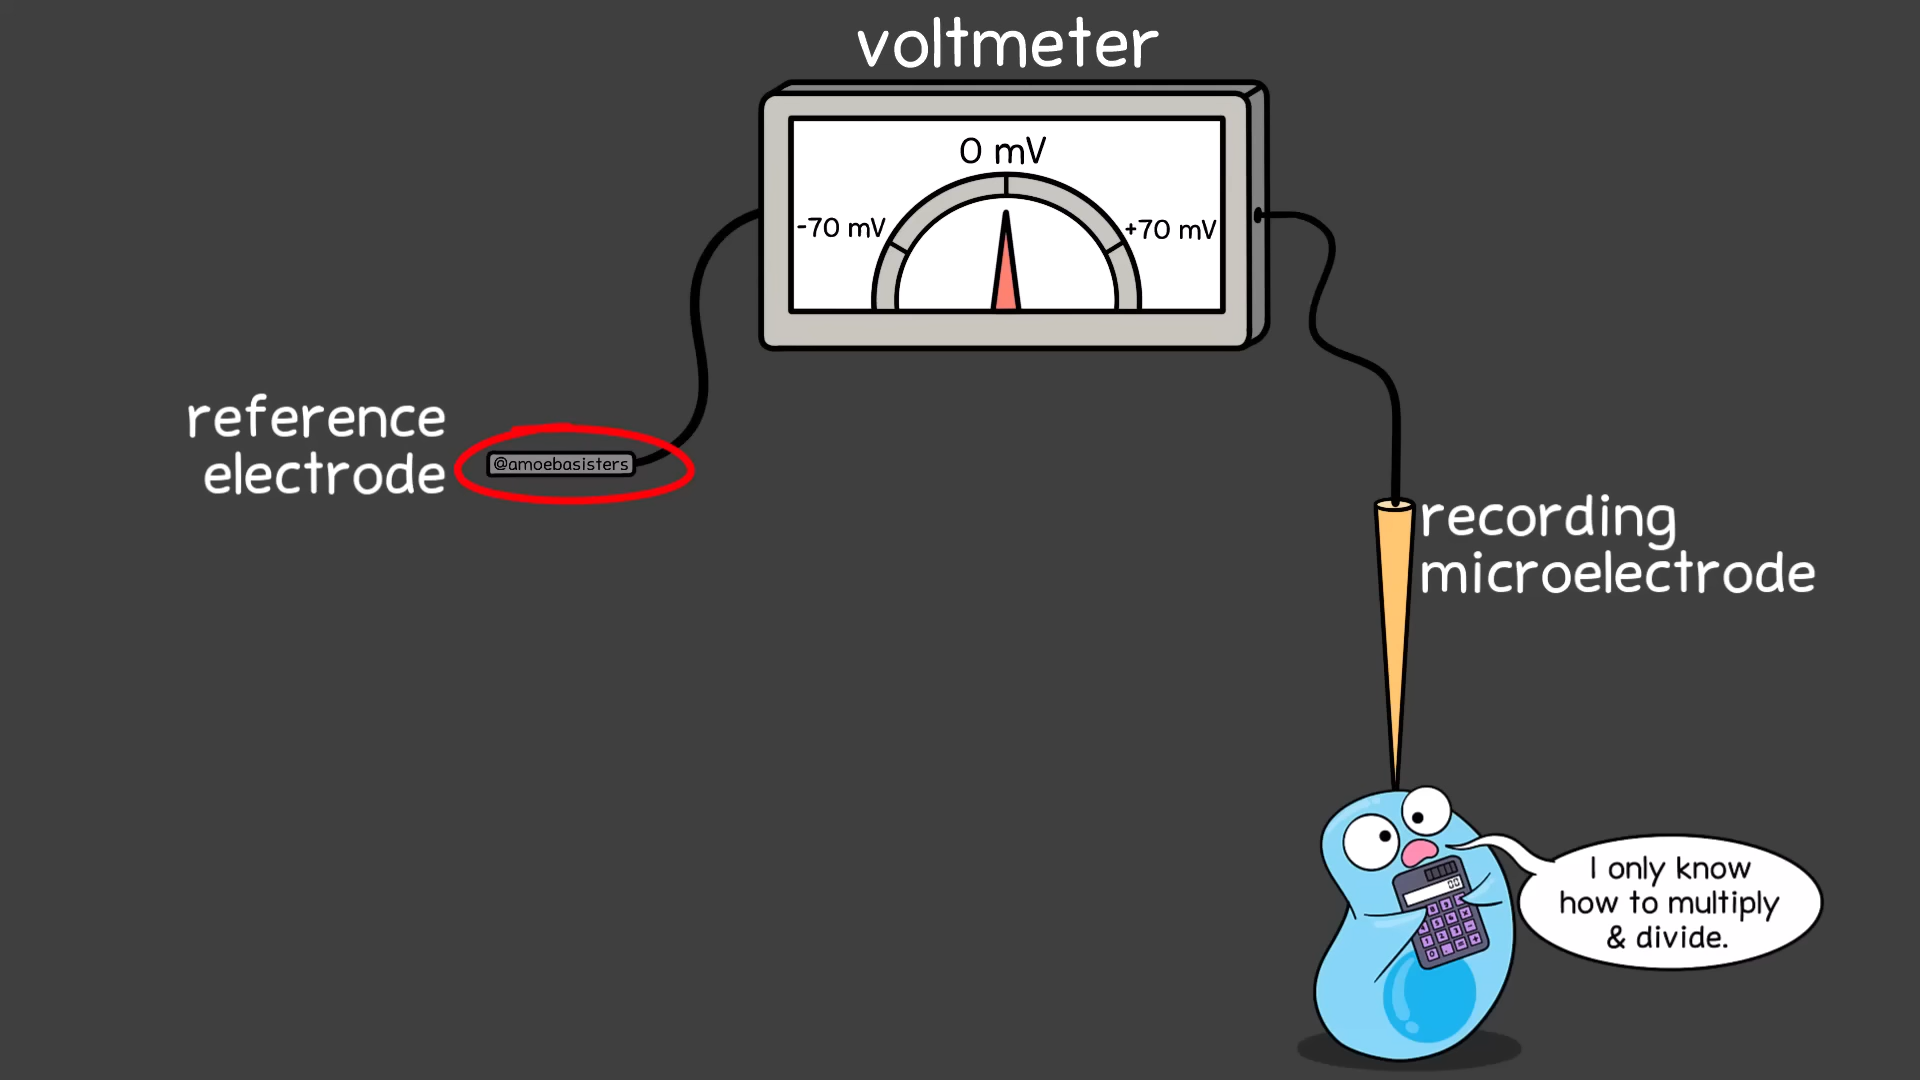 voltmeter
0 mV
-70 mV
+70 mV
reference
electrode
@amoebasisters
recording
microelectrode
I only know
how to multiply
& divide.